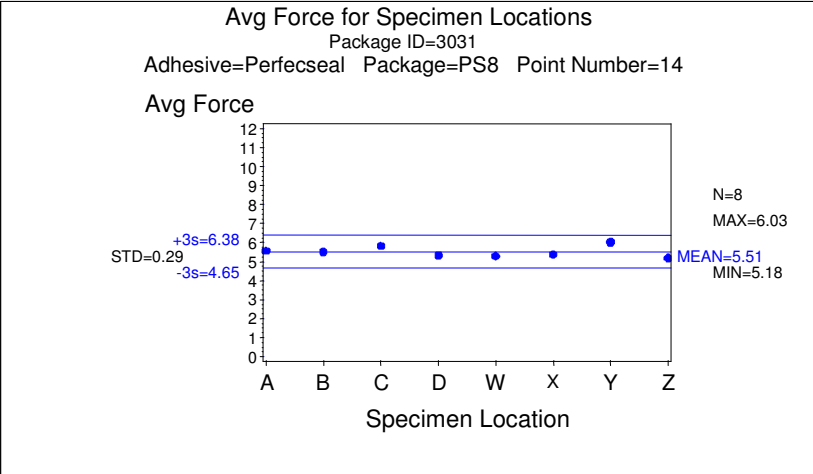 Avg Force for Specimen Locations
Package ID=3031
Adhesive=Perfecseal Package=PS8 Point Number=14
Avg Force
12
11
10
9
8
7
6
5
4
3
2
1
0
+3s=6.38
STD=0.29
-3s=4.65
N=8
MAX=6.03
MEAN=5.51
MIN=5.18
A B C D W X Y Z
Specimen Location